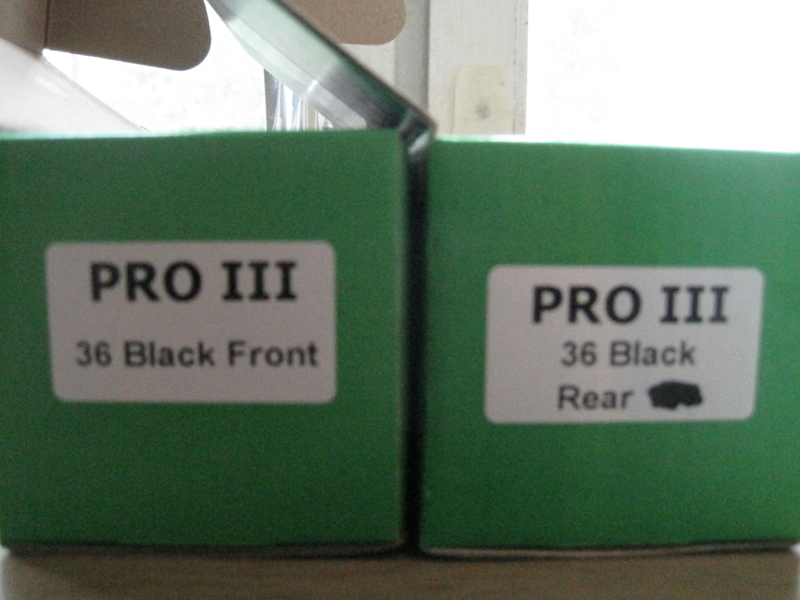 PRO III
36 Black Front
PRO III
36 Black
Rear